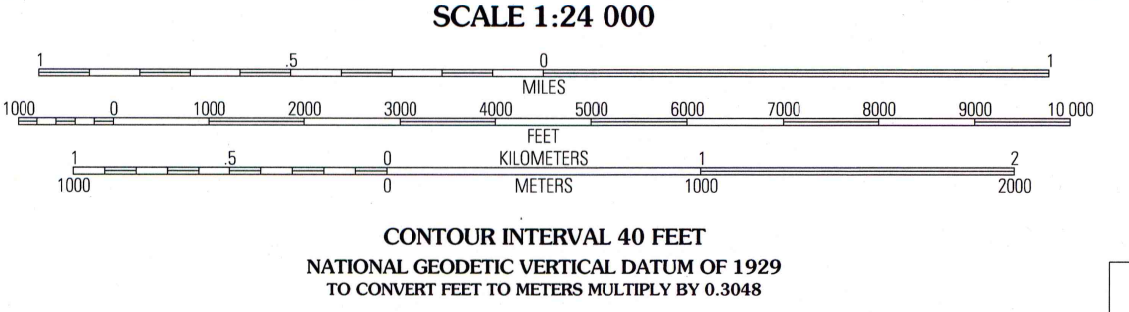 SCALE 1:24 000
1 .5 0 1
MILES
1000 0 1000 2000 3000 4000 5000 6000 7000 8000 9000 10 000
FEET
1 .5 0 KILOMETERS 1 2
1000 0 METERS 1000 2000
CONTOUR INTERVAL 40 FEET
NATIONAL GEODETIC VERTICAL DATUM OF 1929
TO CONVERT FEET TO METERS MULTIPLY BY 0.3048